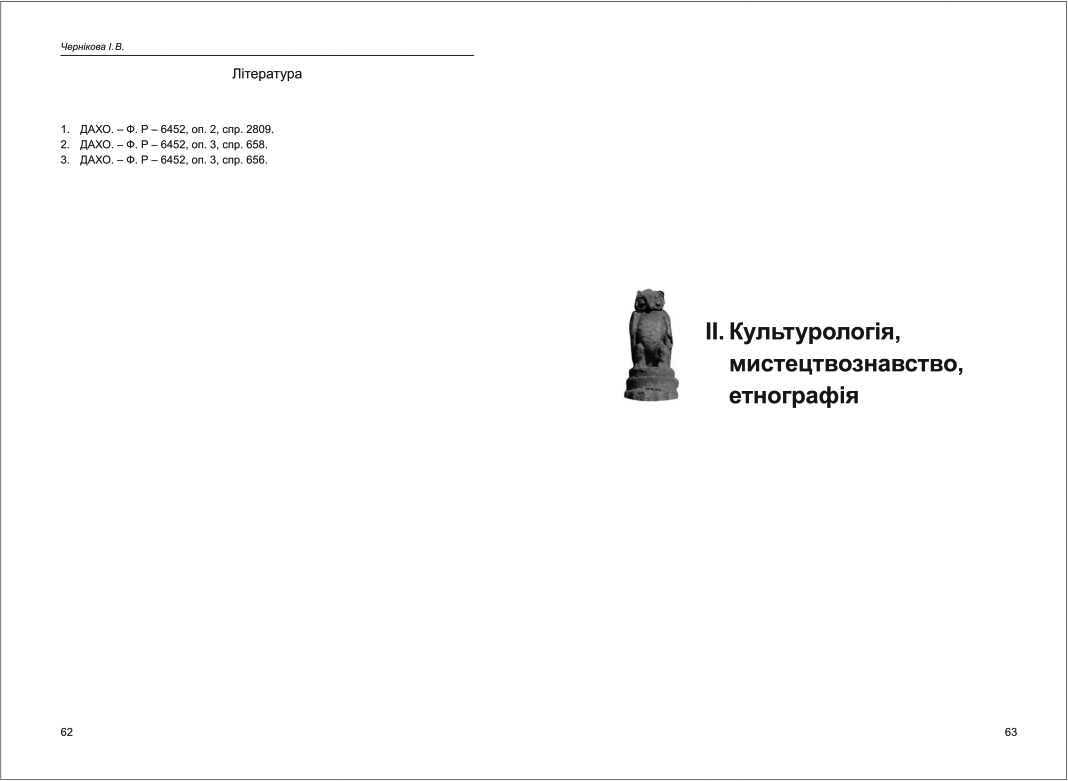 Чернікова І. В.
Література
1. ДАХО. – Ф. Р – 6452, оп. 2, спр. 2809.
2. ДАХО. – Ф. Р – 6452, оп. 3, спр. 658.
3. ДАХО. – Ф. Р – 6452, оп. 3, спр. 656.
62
ІІ. Культурологія,
мистецтвознавство,
етнографія
63